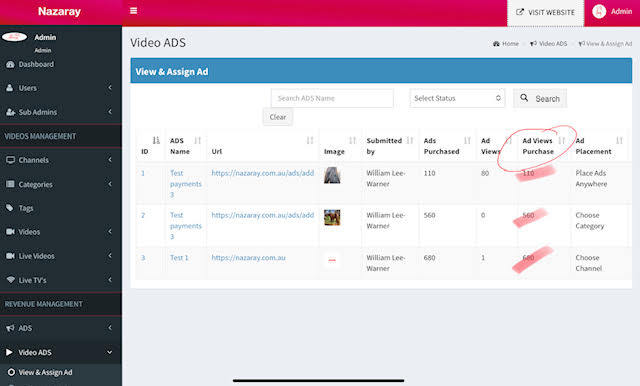 Nazaray
VISIT WEBSITE
Admin
Admin
Admin
Dashboard
Users
Sub Admins
VIDEOS MANAGEMENT
Channels
Categories
Tags
Videos
Live Videos
Live TV's
REVENUE MANAGEMENT
ADS
Video ADS
View & Assign Ad
Video ADS
Home
Video ADS
View & Assign Ad
View & Assign Ad
Search ADS Name
Select Status
Search
Clear
ID
ADS
Name
Url
Image
Submitted
by
Ads
Purchased
Ad
Views
Ad Views
Purchase
Ad
Placement
1
Test
payments
3
https://nazaray.com.au/ads/add
William Lee-
Warner
110
80
110
Place Ads
Anywhere
2
Test
payments
3
https://nazaray.com.au/ads/add
William Lee-
Warner
560
0
560
Choose
Category
3
Test 1
https://nazaray.com.au
William Lee-
Warner
680
1
680
Choose
Channel